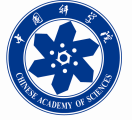 中国科学院
CHINESE ACADEMY OF SCIENCES